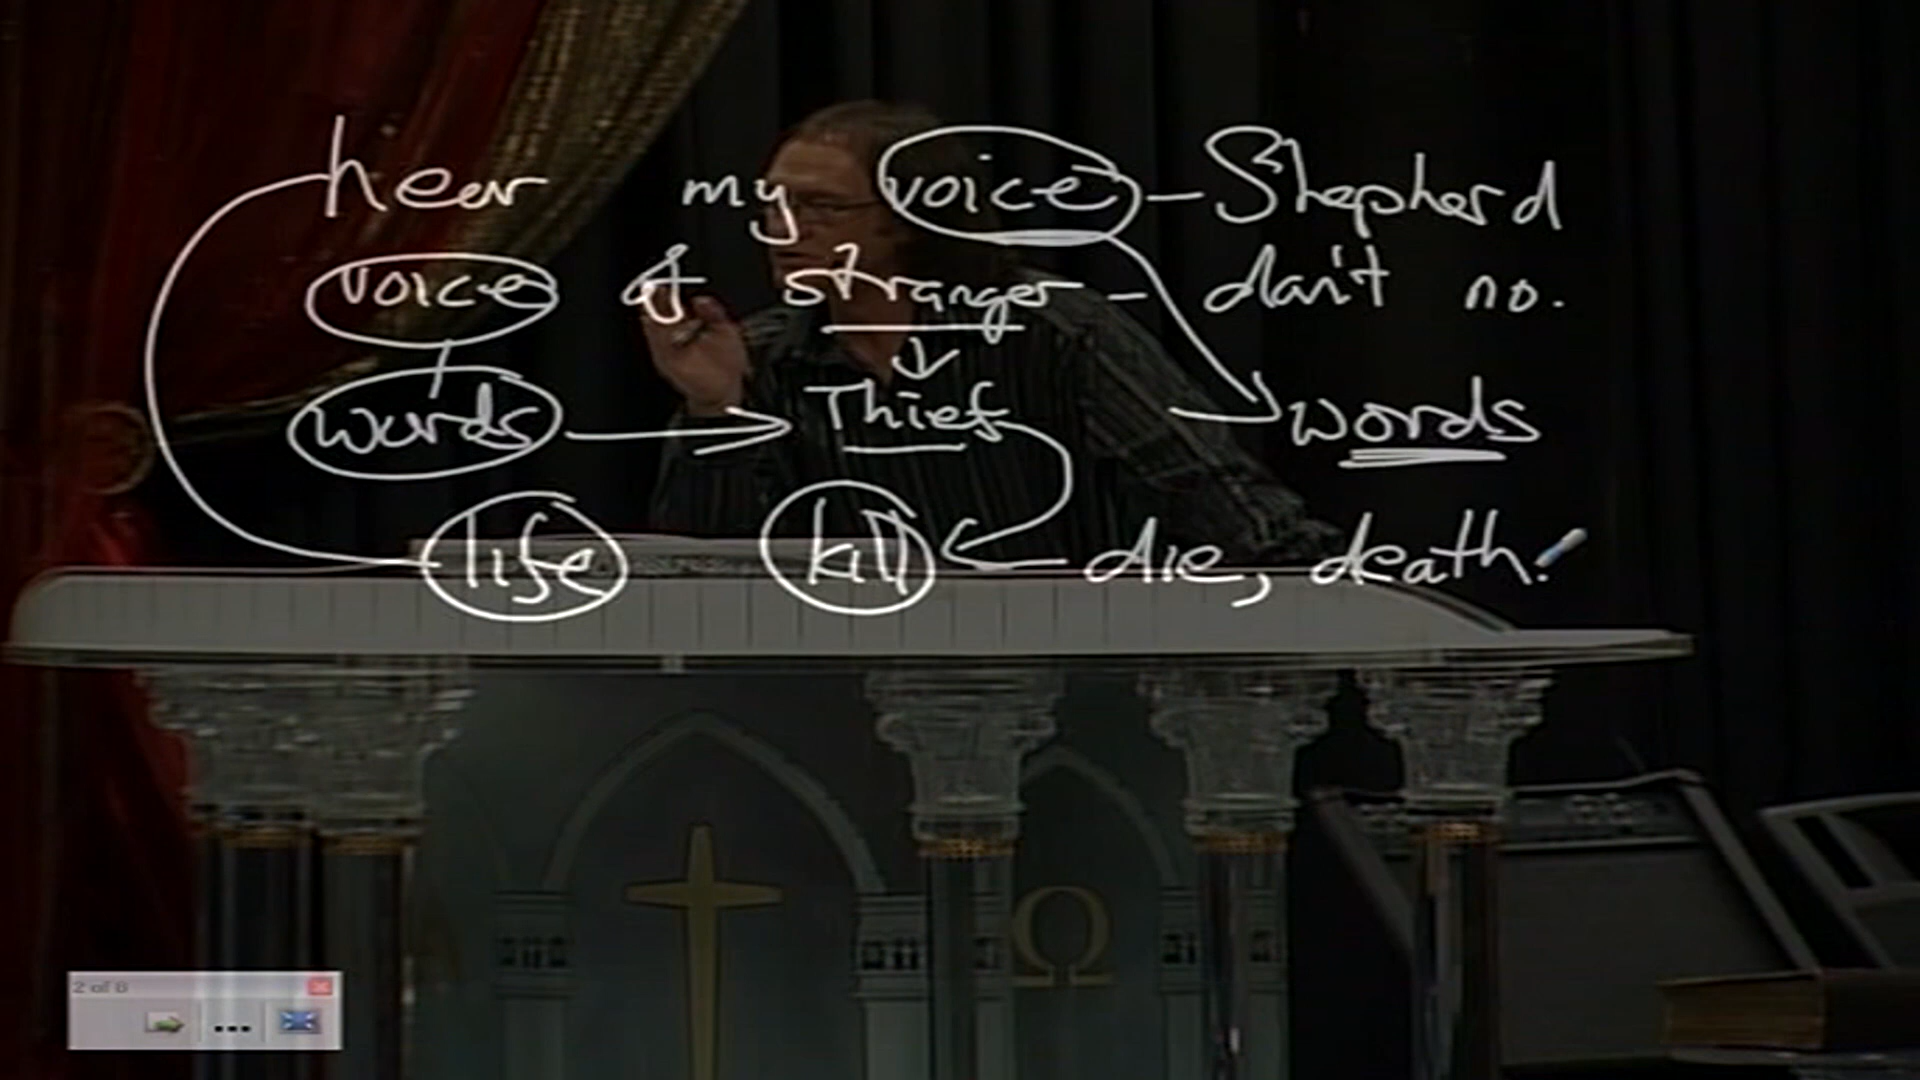 hear my voice - Shepherd
voice of stranger - don't no.
words → Thief → words
life kill ← die, death!
Ω
2 of 8
...